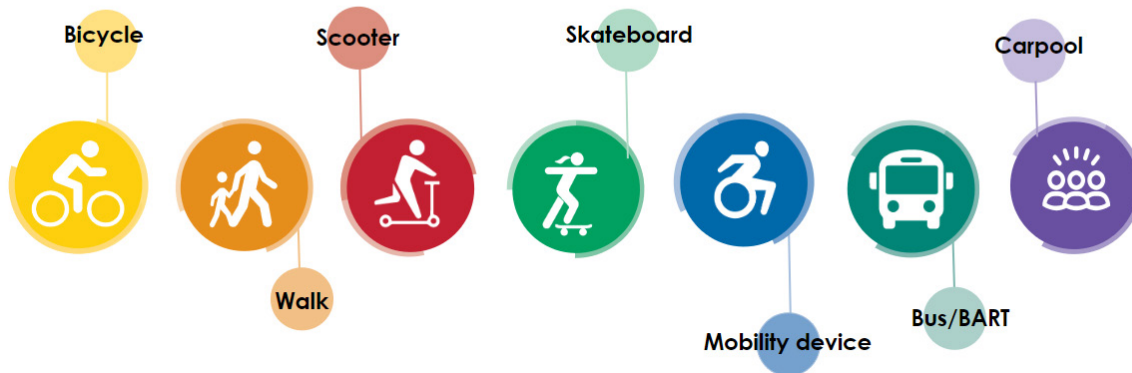 Bicycle
Walk
Scooter
Skateboard
Mobility device
Bus/BART
Carpool